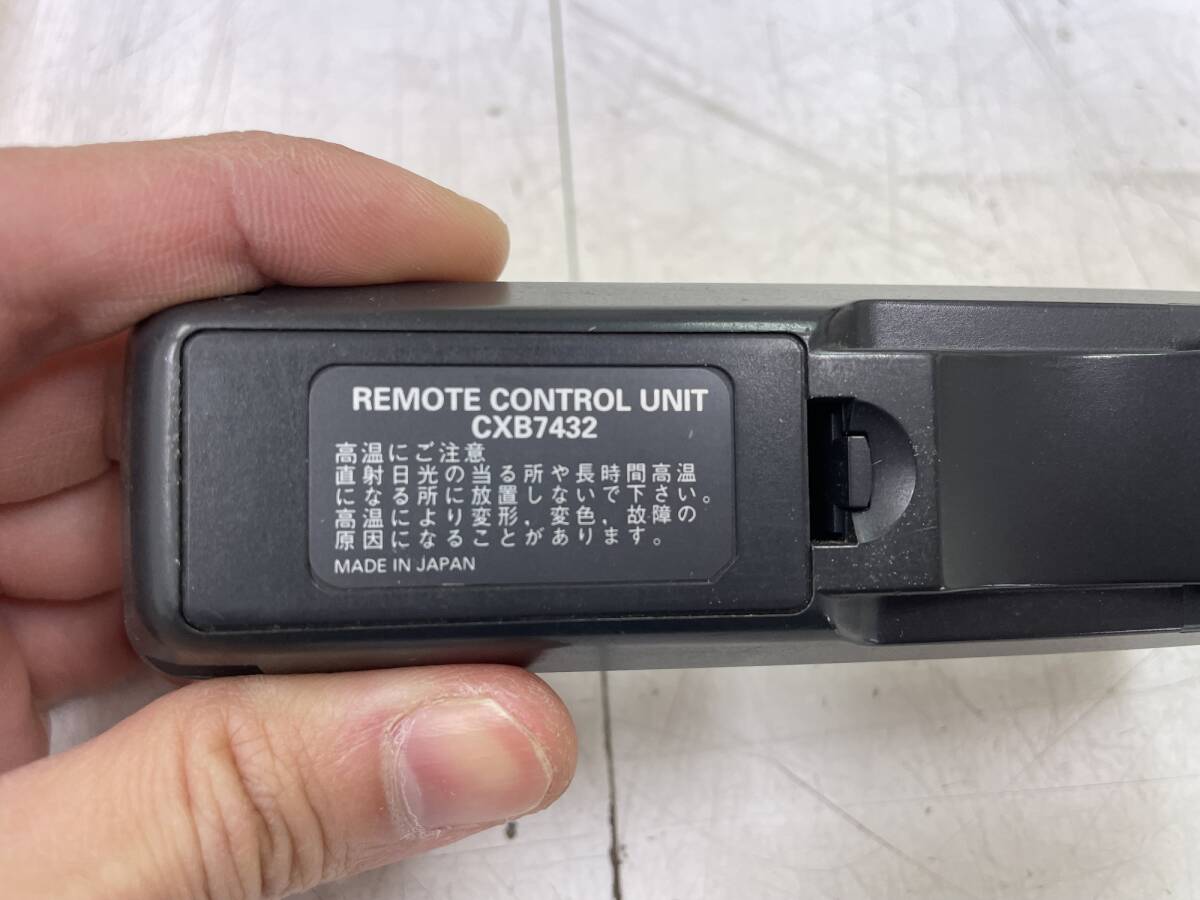 REMOTE CONTROL UNIT
CXB7432
高温にご注意
直射日光の当る所や長時間高温
になる所に放置しないで下さい。
高温により変形，変色，故障の
原因になることがあります。
MADE IN JAPAN